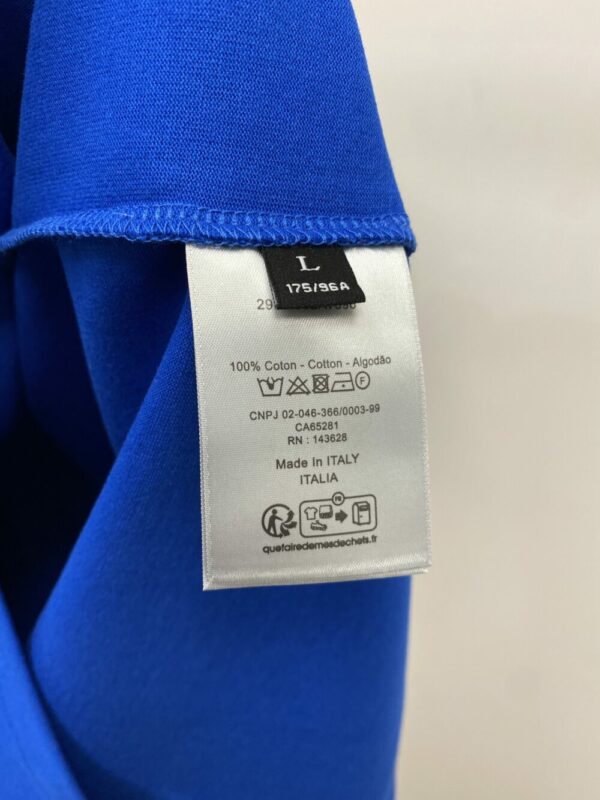 L
175/96A
100% Coton - Cotton - Algodão
F
CNPJ 02-046-366/0003-99
CA65281
RN : 143628
Made in ITALY
ITALIA
FR
quefairedemesdechets.fr